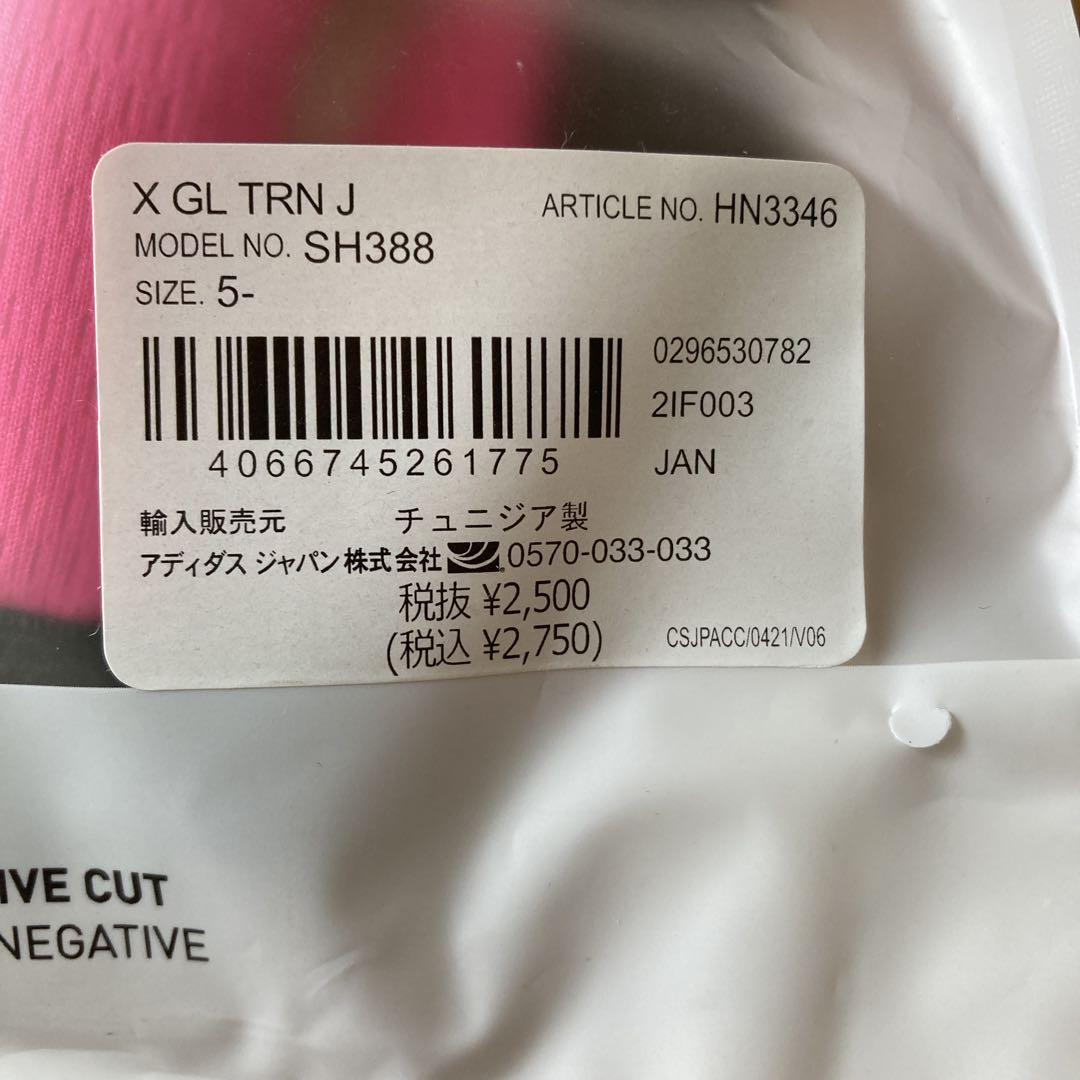 X GL TRN J ARTICLE NO. HN3346
MODEL NO. SH388
SIZE. 5-
0296530782
2IF003
4066745261775 JAN
輸入販売元 チュニジア製
アディダス ジャパン株式会社 0570-033-033
税抜 ¥2,500
(税込 ¥2,750)
CSJPACC/0421/V06
IVE CUT
NEGATIVE